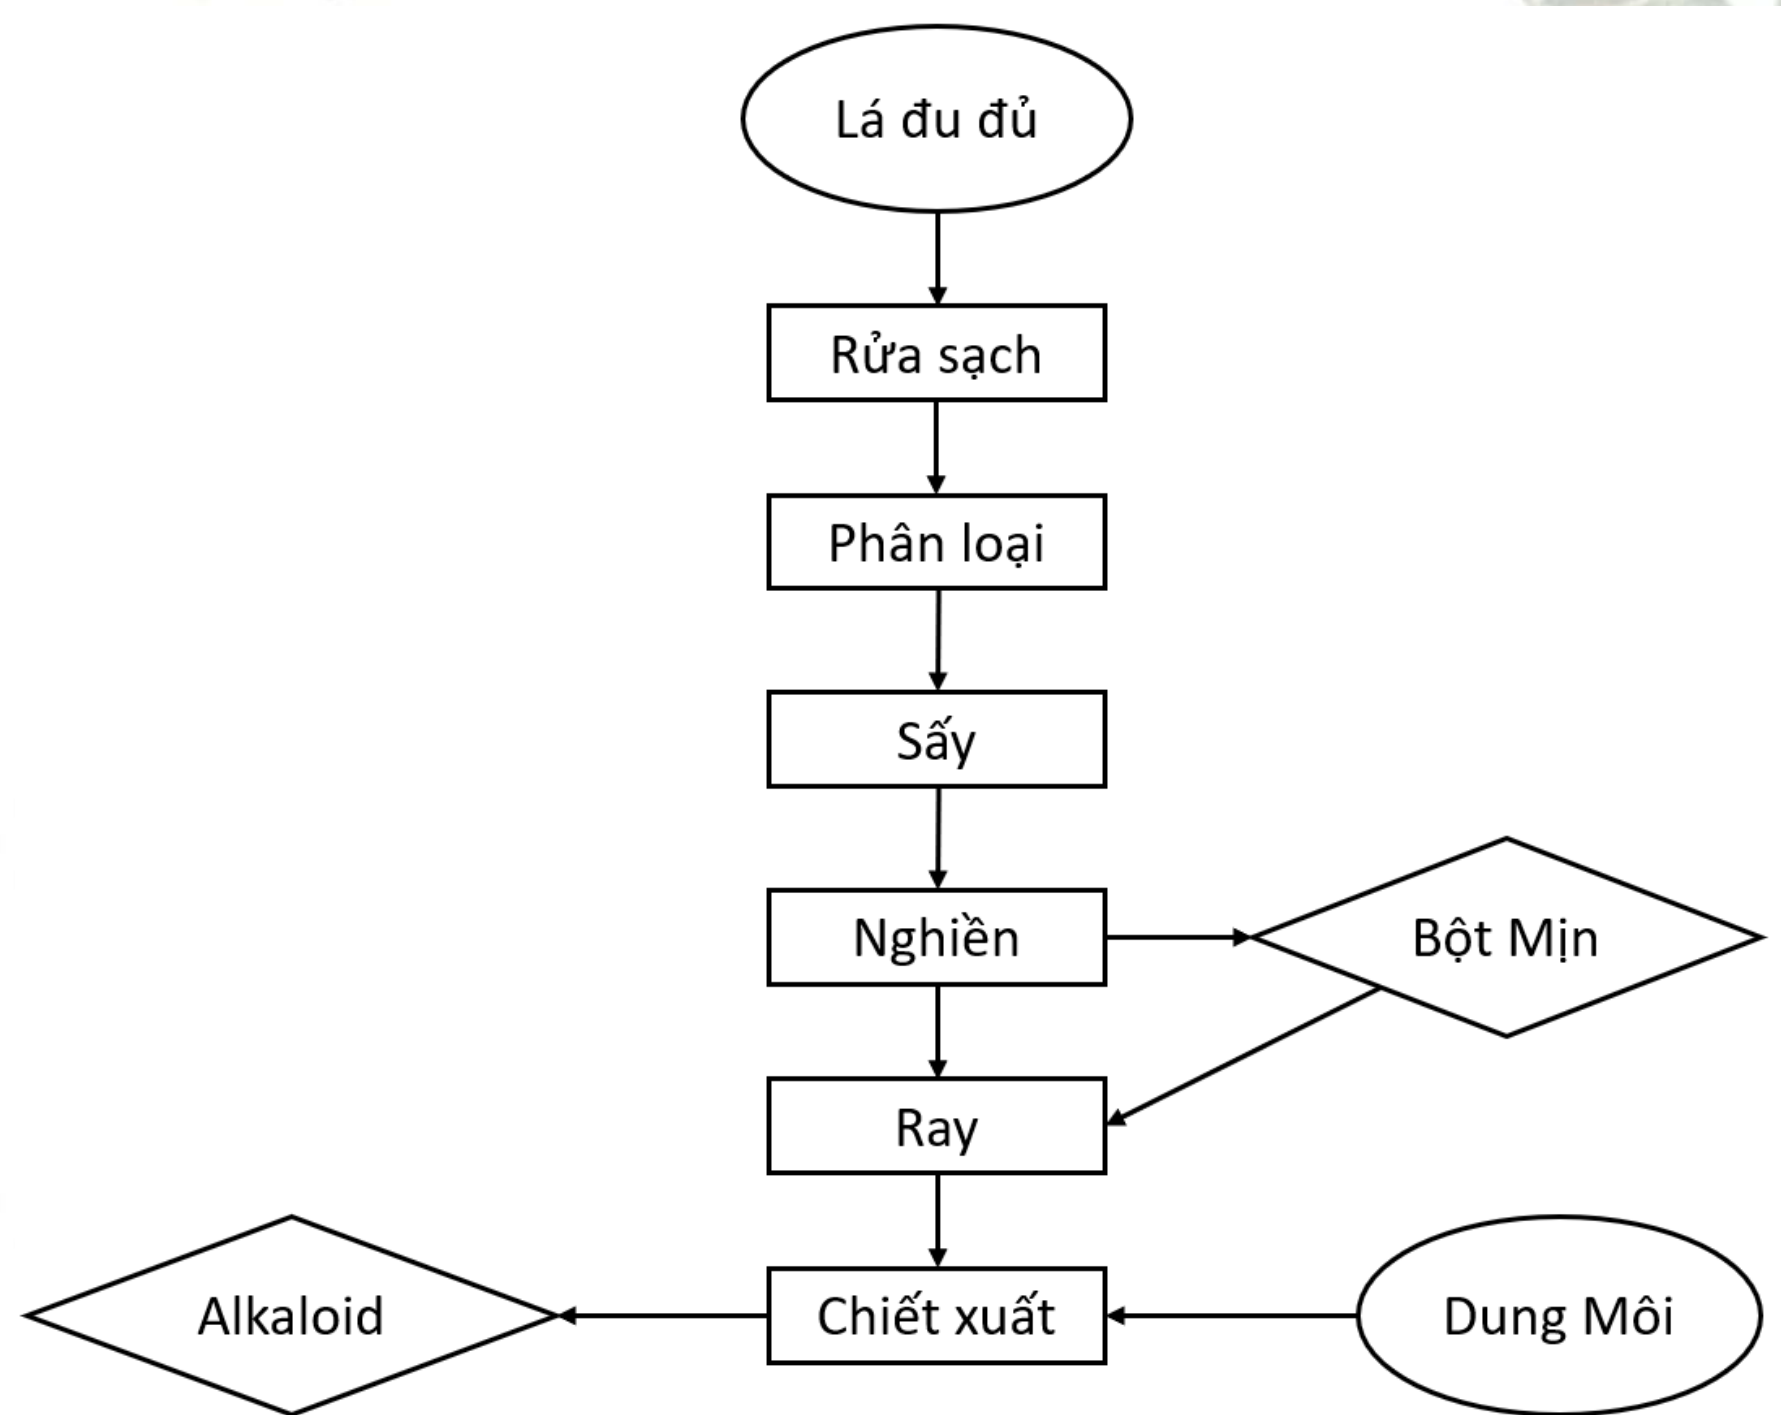 Lá đu đủ
Rửa sạch
Phân loại
Sấy
Nghiền
Bột Mịn
Ray
Alkaloid
Chiết xuất
Dung Môi